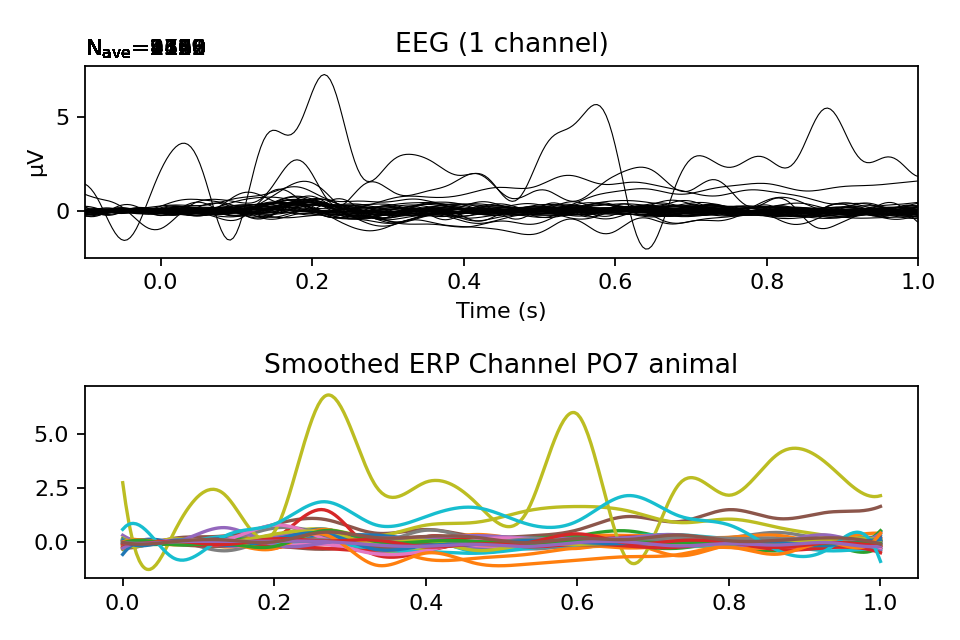 N_ave=
EEG (1 channel)
5
0
µV
0.0 0.2 0.4 0.6 0.8 1.0
Time (s)
Smoothed ERP Channel PO7 animal
5.0
2.5
0.0
0.0 0.2 0.4 0.6 0.8 1.0